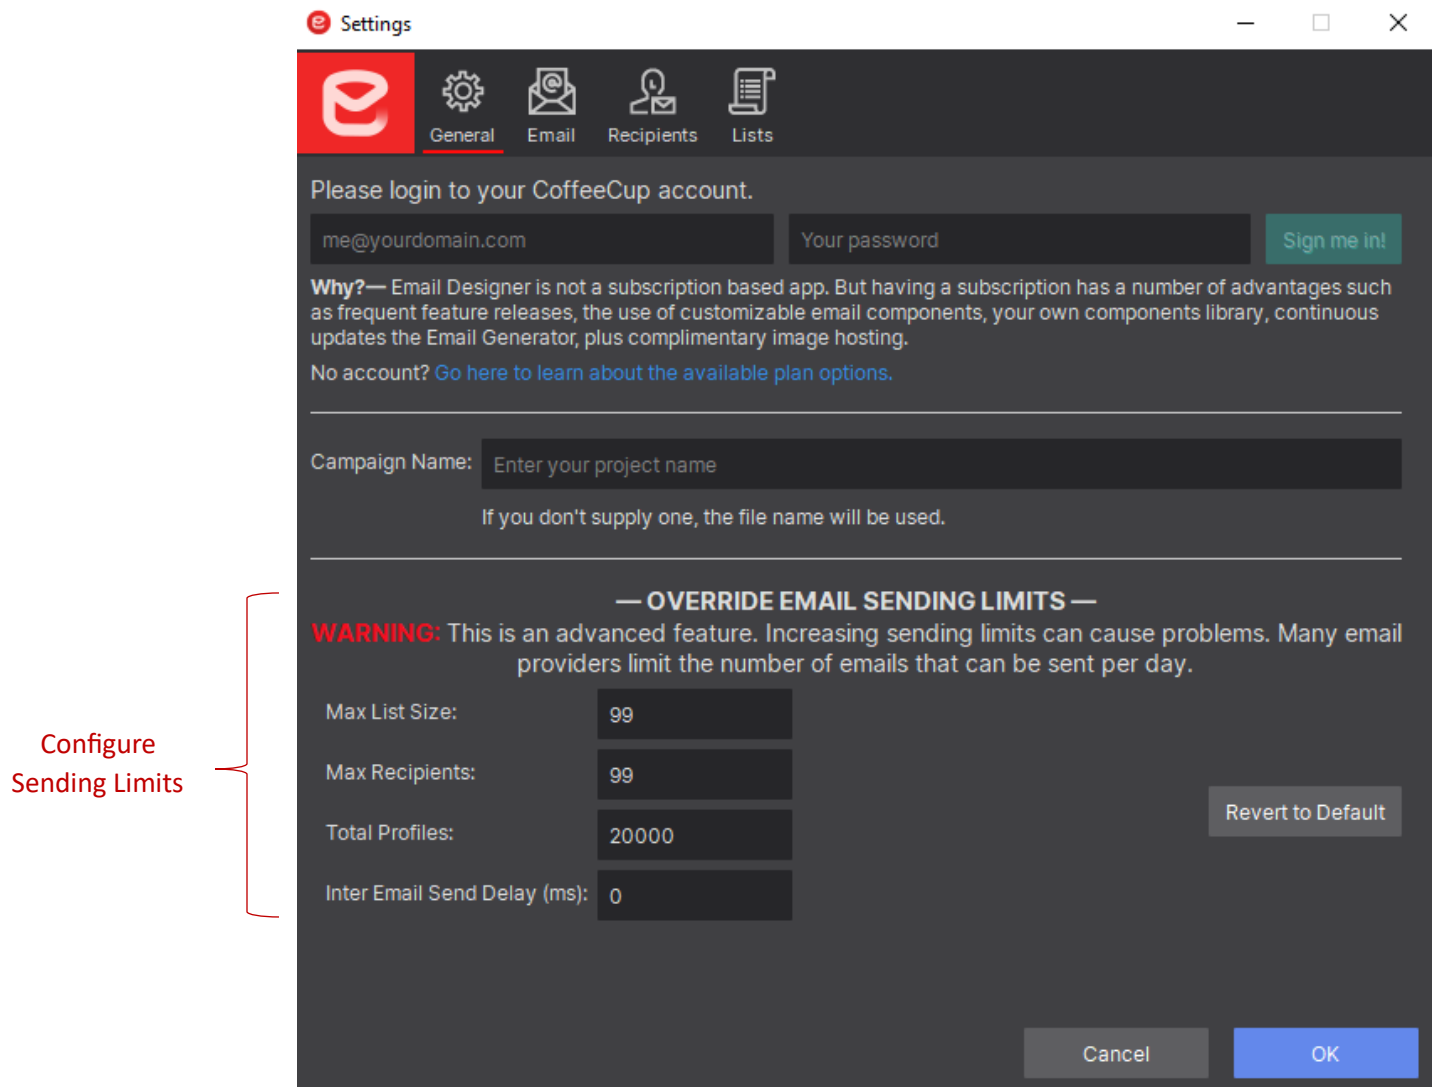 Settings
General
Email
Recipients
Lists
Please login to your CoffeeCup account.
me@yourdomain.com
Your password
Sign me in!
Why?— Email Designer is not a subscription based app. But having a subscription has a number of advantages such
as frequent feature releases, the use of customizable email components, your own components library, continuous
updates the Email Generator, plus complimentary image hosting.
No account? Go here to learn about the available plan options.
Campaign Name:
Enter your project name
If you don't supply one, the file name will be used.
— OVERRIDE EMAIL SENDING LIMITS —
WARNING: This is an advanced feature. Increasing sending limits can cause problems. Many email
providers limit the number of emails that can be sent per day.
Configure
Sending Limits
Max List Size:
99
Max Recipients:
99
Total Profiles:
20000
Inter Email Send Delay (ms):
0
Revert to Default
Cancel
OK